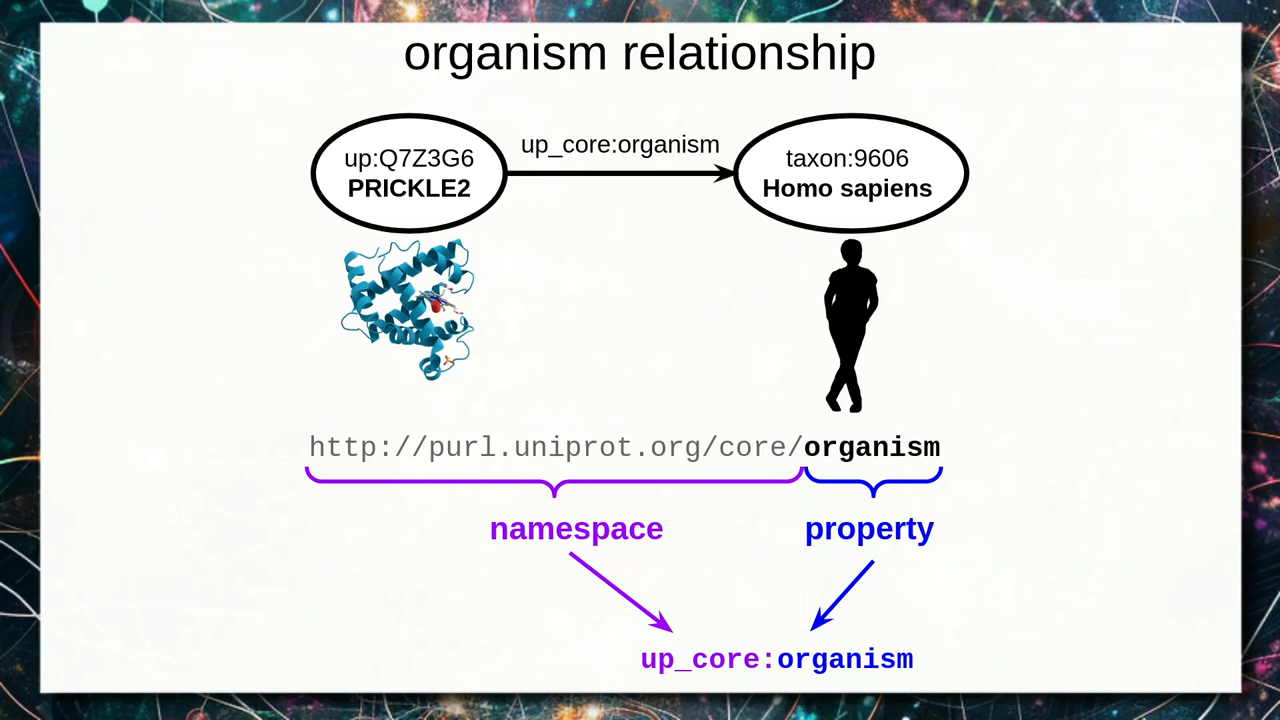 organism relationship
up:Q7Z3G6
PRICKLE2
up_core:organism
taxon:9606
Homo sapiens
http://purl.uniprot.org/core/organism
namespace
property
up_core:organism